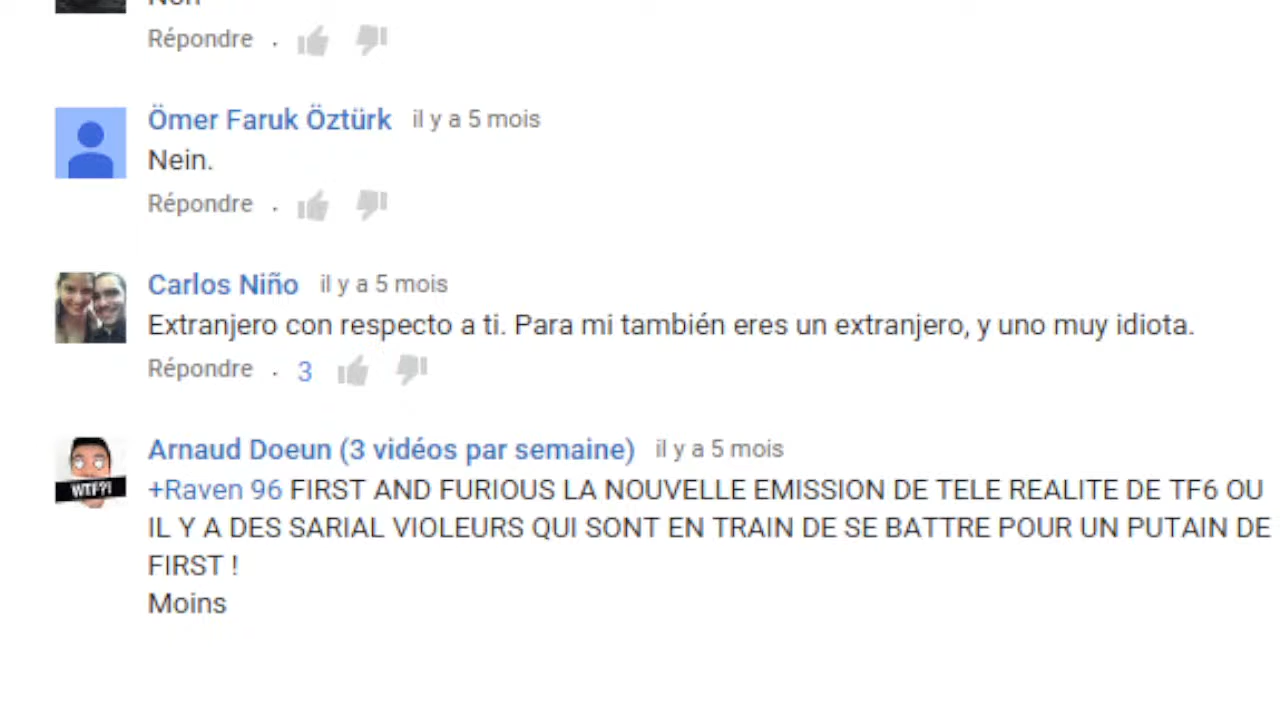 Non
Répondre .
Ömer Faruk Öztürk il y a 5 mois
Nein.
Répondre .
Carlos Niño il y a 5 mois
Extranjero con respecto a ti. Para mi también eres un extranjero, y uno muy idiota.
Répondre . 3
Arnaud Doeun (3 vidéos par semaine) il y a 5 mois
WTF?!
+Raven 96 FIRST AND FURIOUS LA NOUVELLE EMISSION DE TELE REALITE DE TF6 OU
IL Y A DES SARIAL VIOLEURS QUI SONT EN TRAIN DE SE BATTRE POUR UN PUTAIN DE
FIRST !
Moins